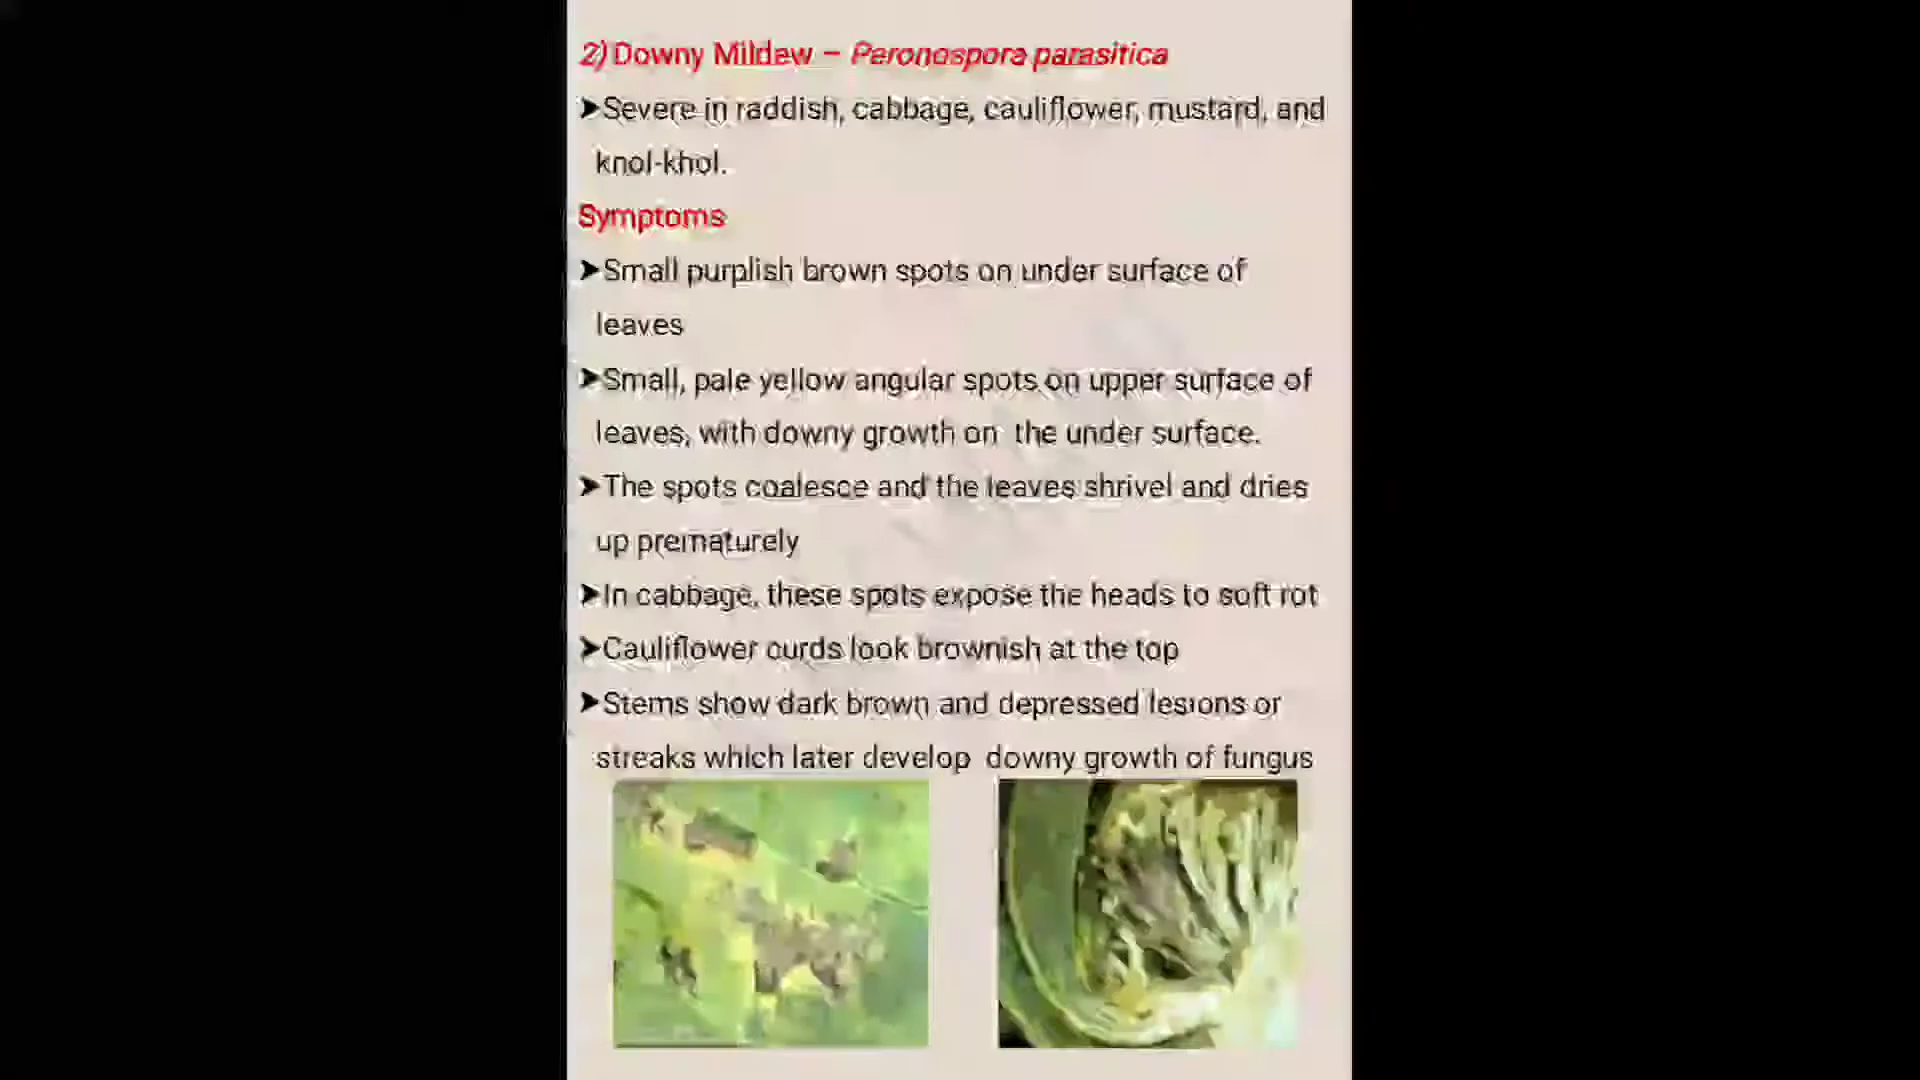 2) Downy Mildew – Peronospora parasitica
➤Severe in raddish, cabbage, cauliflower, mustard, and
knol-khol.
Symptoms
➤Small purplish brown spots on under surface of
leaves
➤Small, pale yellow angular spots on upper surface of
leaves, with downy growth on the under surface.
➤The spots coalesce and the leaves shrivel and dries
up prematurely
➤In cabbage, these spots expose the heads to soft rot
➤Cauliflower curds look brownish at the top
➤Stems show dark brown and depressed lesions or
streaks which later develop downy growth of fungus